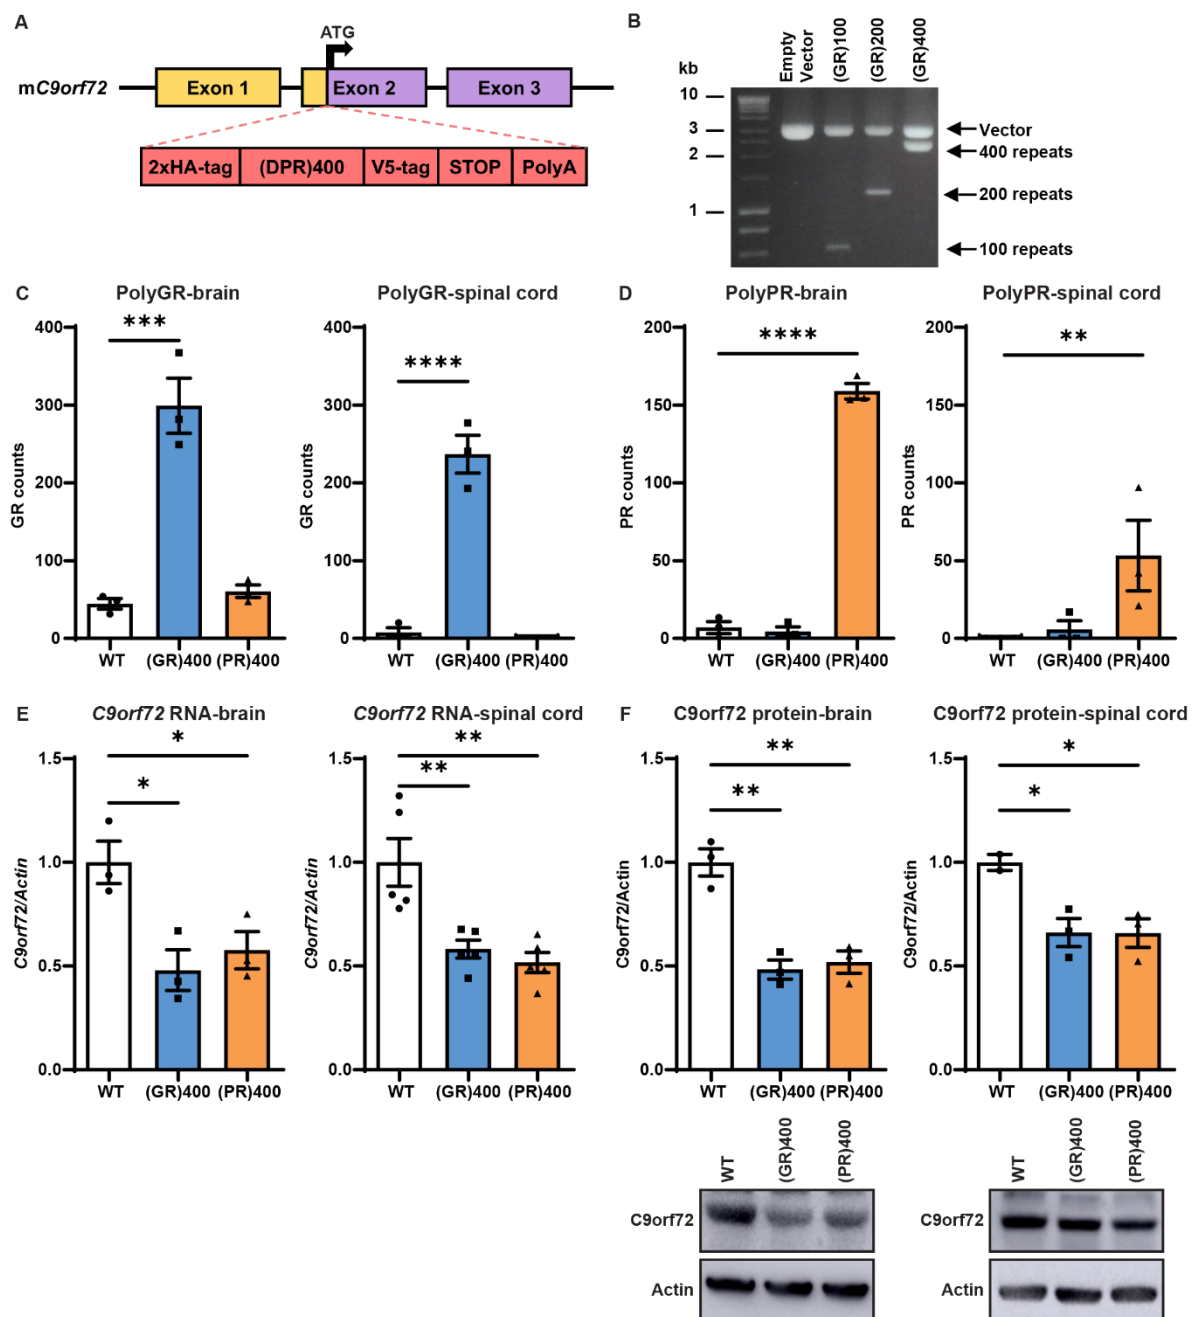 A
ATG
mC9orf72
Exon 1
Exon 2
Exon 3
2xHA-tag
(DPR)400
V5-tag
STOP
PolyA
B
kb
Empty
Vector
(GR)100
(GR)200
(GR)400
10
3
2
1
Vector
400 repeats
200 repeats
100 repeats
C
PolyGR-brain
GR counts
400
300
200
100
0
***
WT
(GR)400
(PR)400
PolyGR-spinal cord
GR counts
400
300
200
100
0
****
WT
(GR)400
(PR)400
D
PolyPR-brain
PR counts
200
150
100
50
0
****
WT
(GR)400
(PR)400
PolyPR-spinal cord
PR counts
200
150
100
50
0
**
WT
(GR)400
(PR)400
E
C9orf72 RNA-brain
C9orf72/Actin
1.5
1.0
0.5
0.0
*
*
WT
(GR)400
(PR)400
C9orf72 RNA-spinal cord
C9orf72/Actin
1.5
1.0
0.5
0.0
**
**
WT
(GR)400
(PR)400
F
C9orf72 protein-brain
C9orf72/Actin
1.5
1.0
0.5
0.0
**
**
WT
(GR)400
(PR)400
C9orf72 protein-spinal cord
C9orf72/Actin
1.5
1.0
0.5
0.0
*
*
WT
(GR)400
(PR)400
WT
(GR)400
(PR)400
C9orf72
Actin
WT
(GR)400
(PR)400
C9orf72
Actin